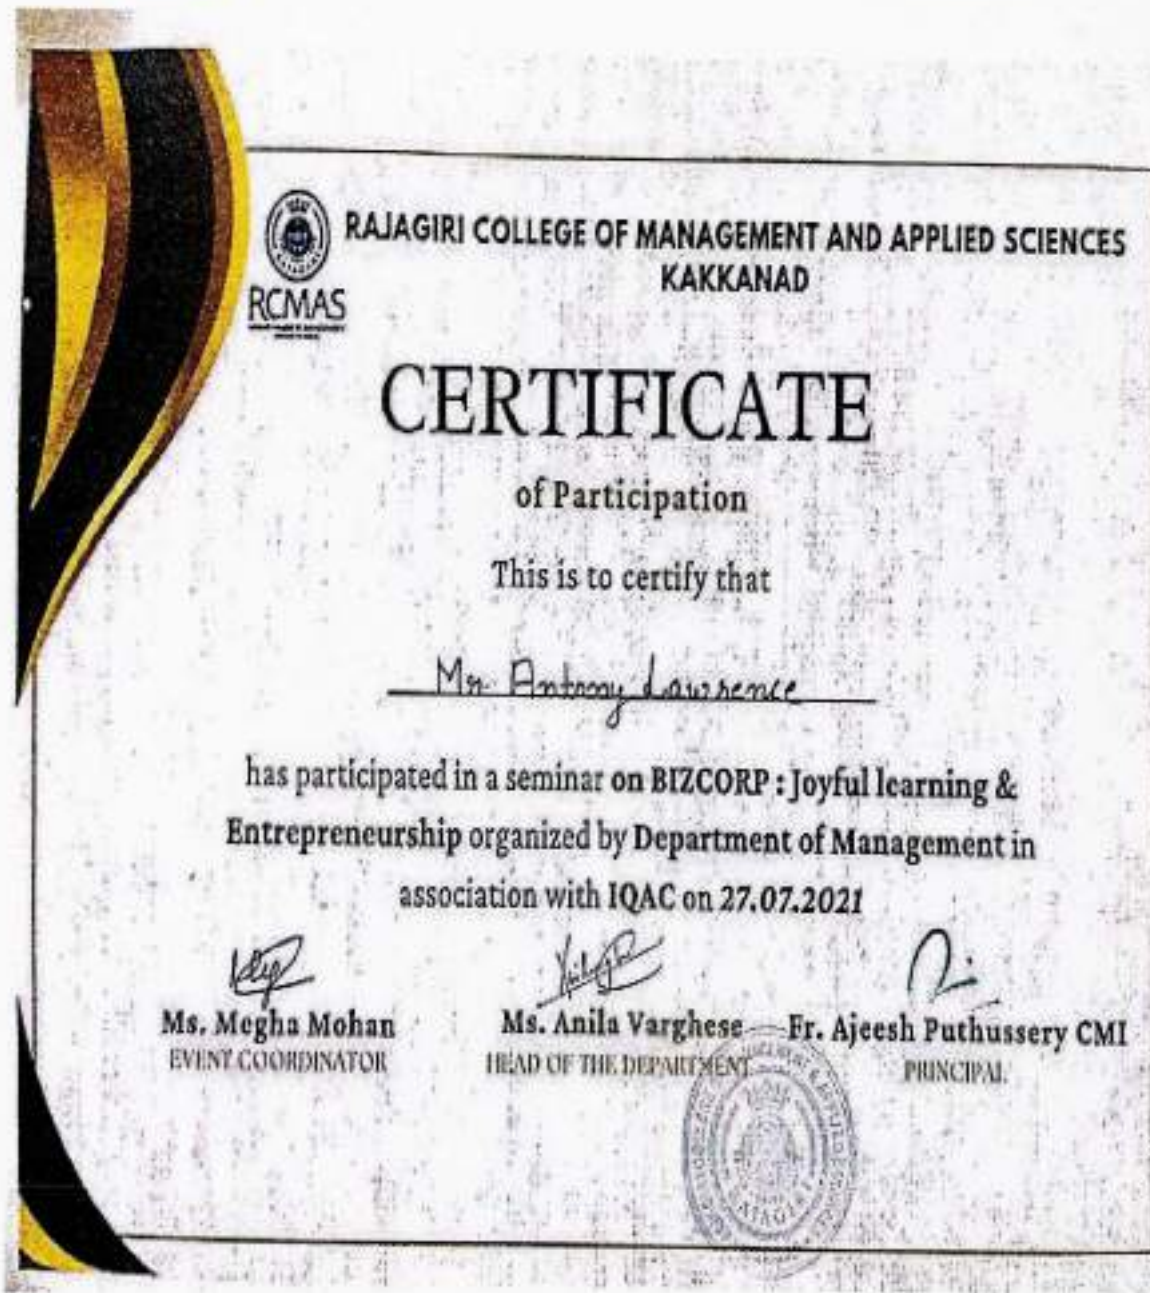 RAJAGIRI COLLEGE OF MANAGEMENT AND APPLIED SCIENCES
KAKKANAD
RCMAS
CERTIFICATE
of Participation
This is to certify that
Mr. Antony Lawrence
has participated in a seminar on BIZCORP : Joyful learning &
Entrepreneurship organized by Department of Management in
association with IQAC on 27.07.2021
Ms. Megha Mohan
EVENT COORDINATOR
Ms. Anila Varghese
HEAD OF THE DEPARTMENT
Fr. Ajeesh Puthussery CMI
PRINCIPAL